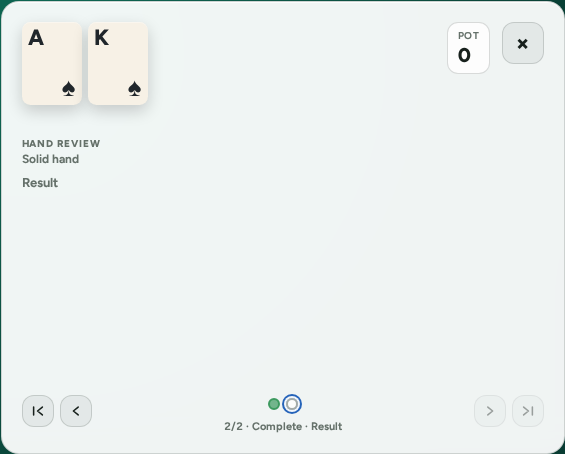 A K
POT
0
HAND REVIEW
Solid hand
Result
2/2 · Complete · Result